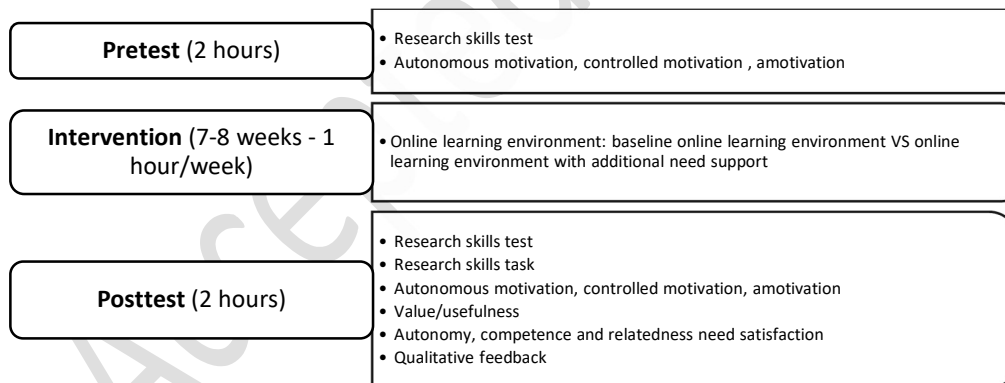 Pretest (2 hours)
• Research skills test
• Autonomous motivation, controlled motivation , amotivation
Intervention (7-8 weeks - 1
hour/week)
• Online learning environment: baseline online learning environment VS online
learning environment with additional need support
Posttest (2 hours)
• Research skills test
• Research skills task
• Autonomous motivation, controlled motivation, amotivation
• Value/usefulness
• Autonomy, competence and relatedness need satisfaction
• Qualitative feedback